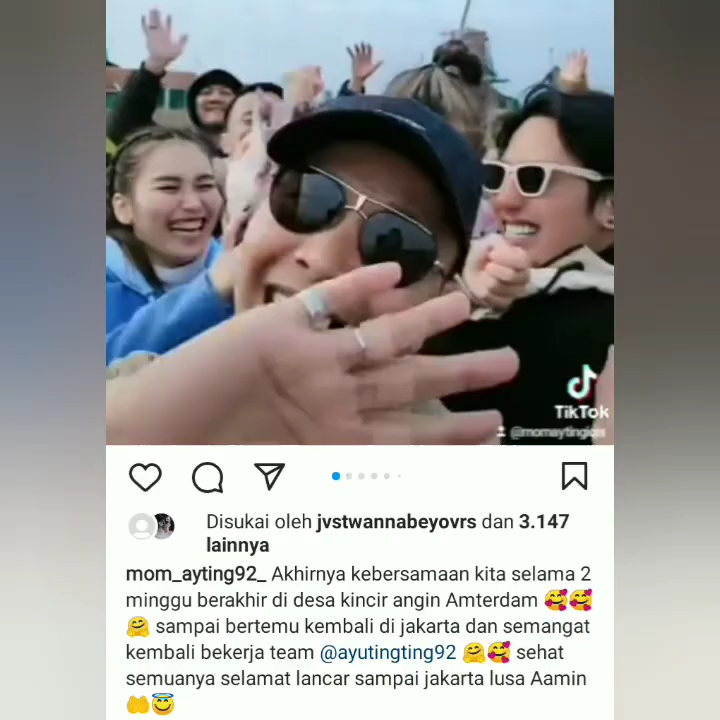 TikTok
Disukai oleh jvstwannabeyovrs dan 3.147
lainnya
mom_ayting92_ Akhirnya kebersamaan kita selama 2
minggu berakhir di desa kincir angin Amterdam 🥰🥰
🤗 sampai bertemu kembali di jakarta dan semangat
kembali bekerja team @ayutingting92 🤗🥰 sehat
semuanya selamat lancar sampai jakarta lusa Aamin
🤲😇